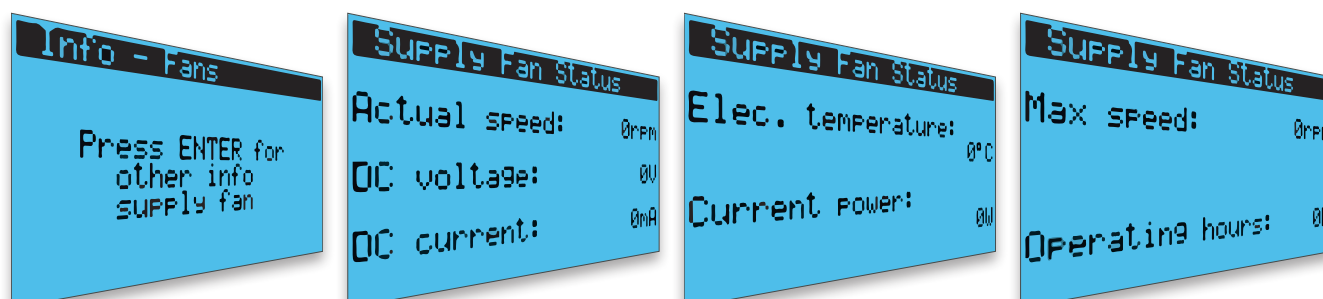 Info - Fans
Press ENTER for
other info
supply fan
Supply Fan Status
Actual speed: 0rpm
DC voltage: 0V
DC current: 0mA
Supply Fan Status
Elec. temperature:
0°C
Current power: 0W
Supply Fan Status
Max speed: 0rpm
Operating hours: